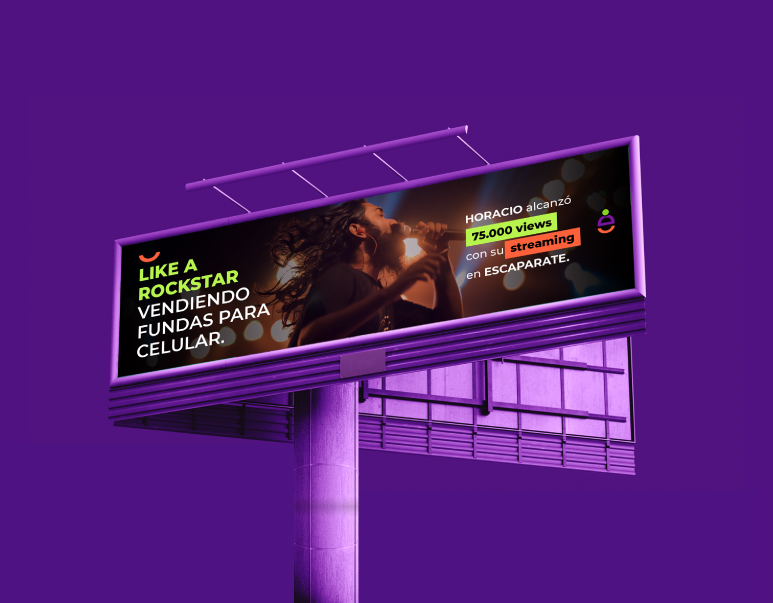 LIKE A
ROCKSTAR
VENDIENDO
FUNDAS PARA
CELULAR.
HORACIO alcanzó
75.000 views
con su streaming
en ESCAPARATE.